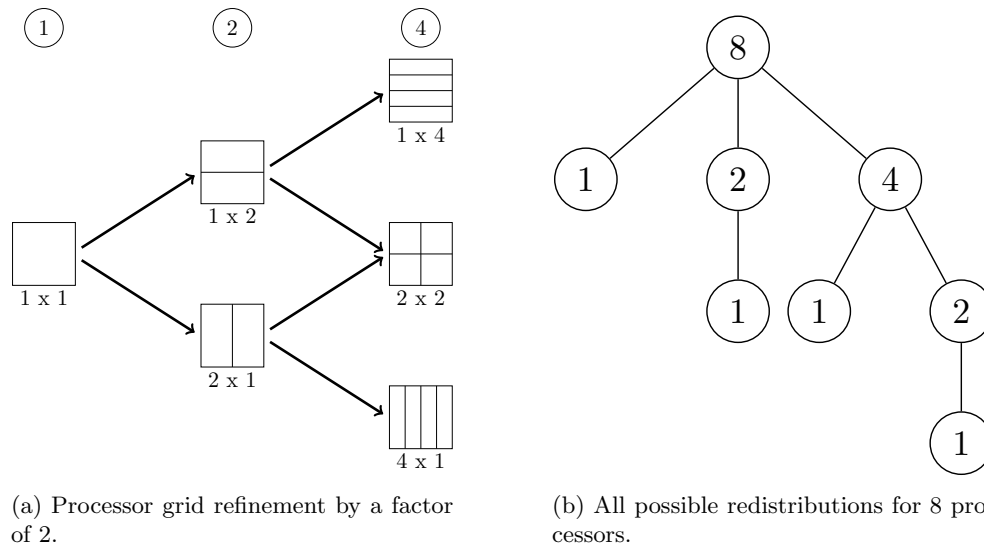 1
2
4
1 x 4
1 x 2
1 x 1
2 x 2
2 x 1
4 x 1
(a) Processor grid refinement by a factor
of 2.
8
1
2
4
1
1
2
1
(b) All possible redistributions for 8 pro-
cessors.